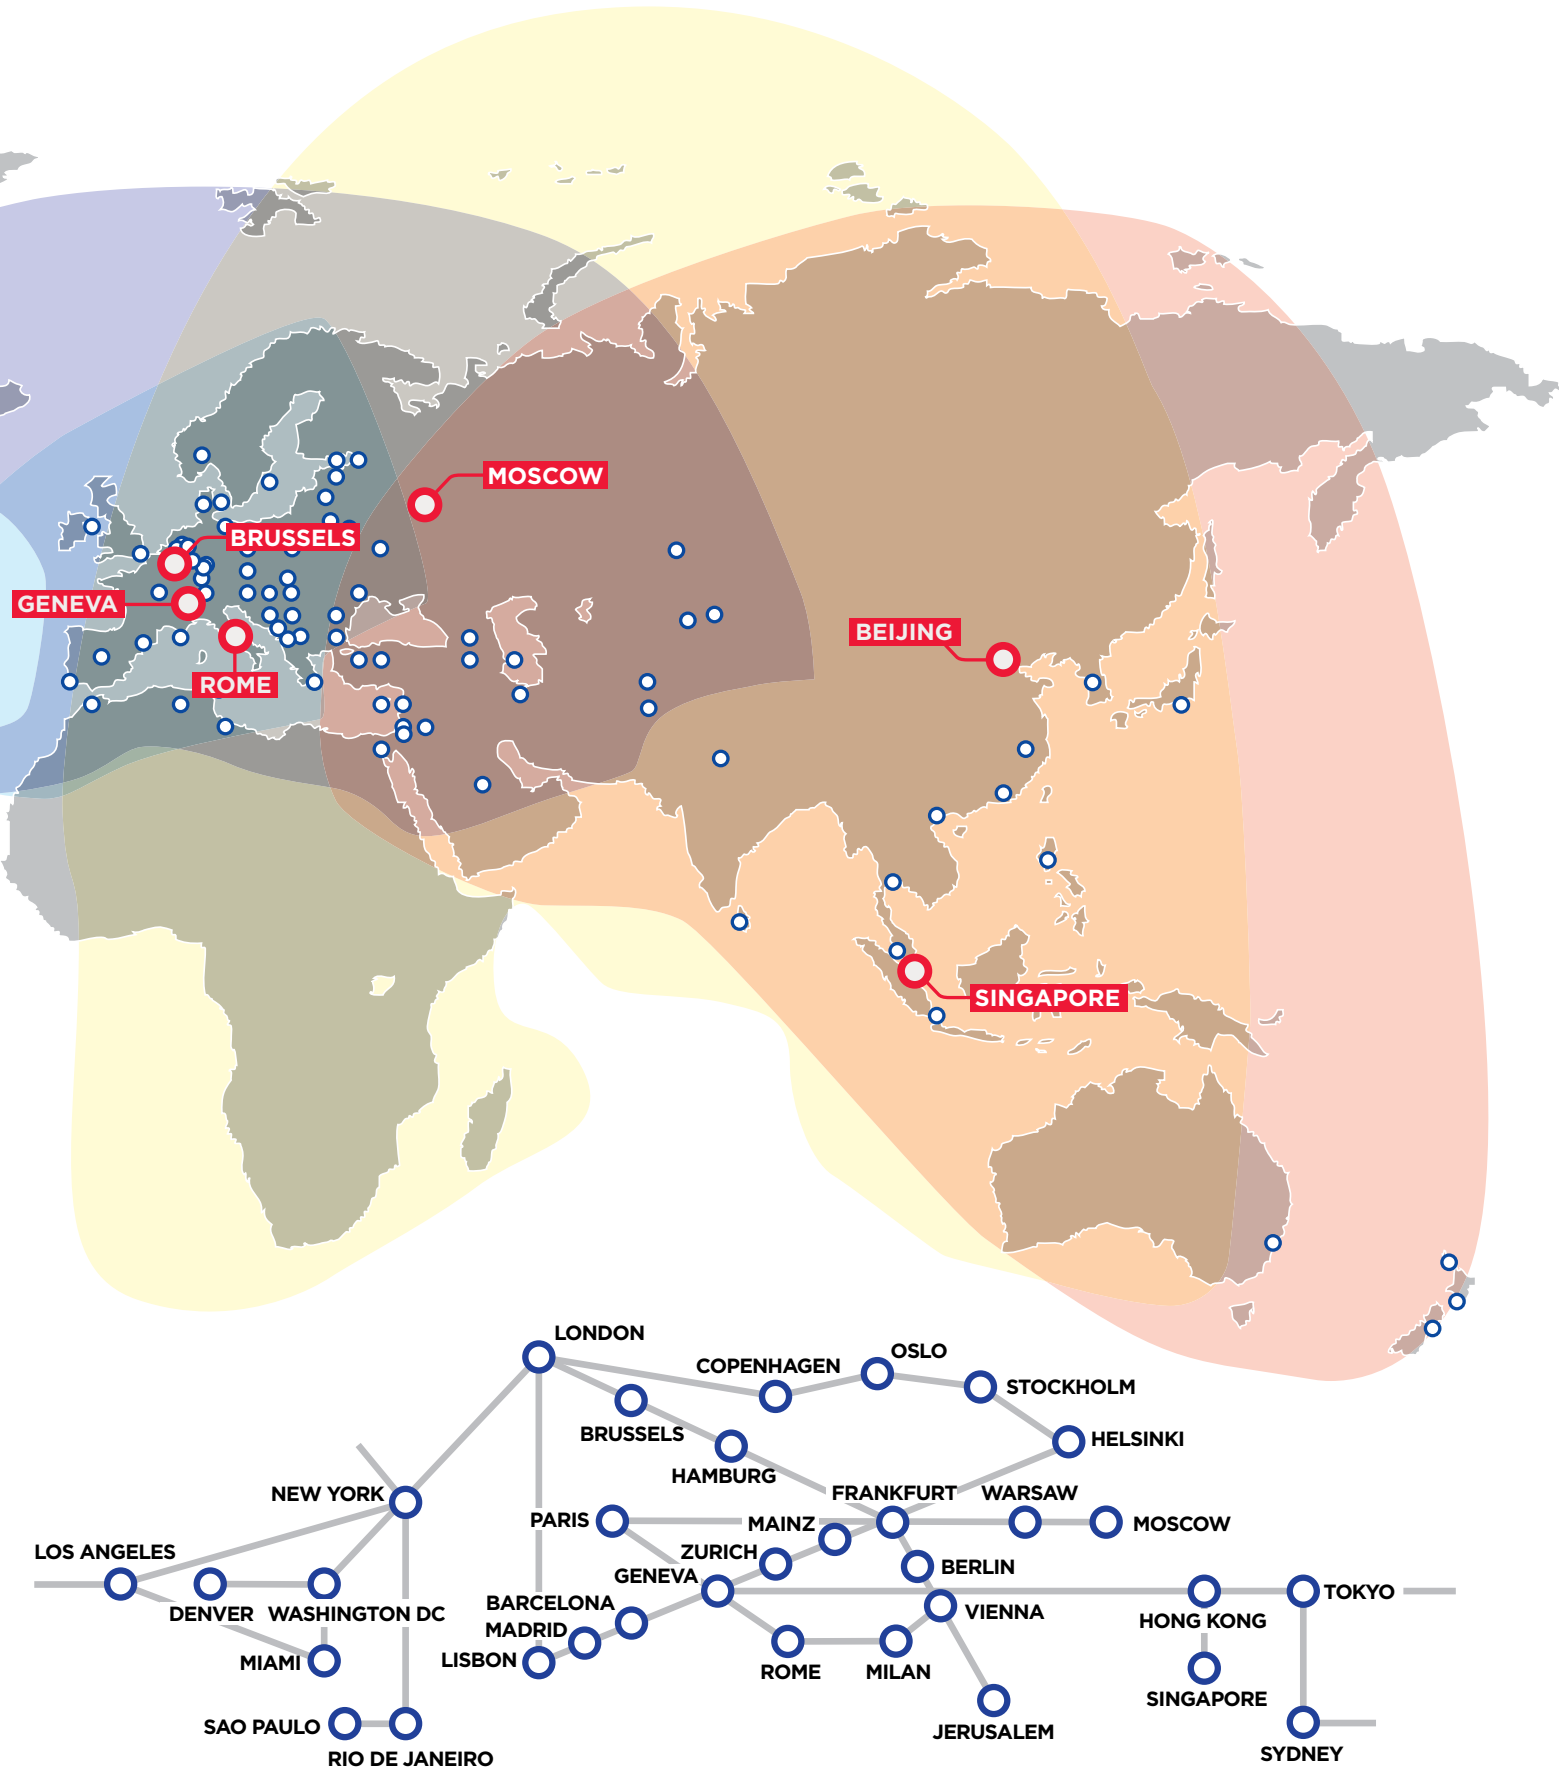 MOSCOW
BRUSSELS
GENEVA
BEIJING
ROME
SINGAPORE
LONDON
OSLO
COPENHAGEN
STOCKHOLM
BRUSSELS
HELSINKI
HAMBURG
NEW YORK
FRANKFURT
WARSAW
PARIS
MAINZ
MOSCOW
LOS ANGELES
ZURICH
BERLIN
GENEVA
TOKYO
BARCELONA
DENVER
WASHINGTON DC
VIENNA
HONG KONG
MADRID
LISBON
MIAMI
ROME
MILAN
SINGAPORE
SAO PAULO
JERUSALEM
RIO DE JANEIRO
SYDNEY